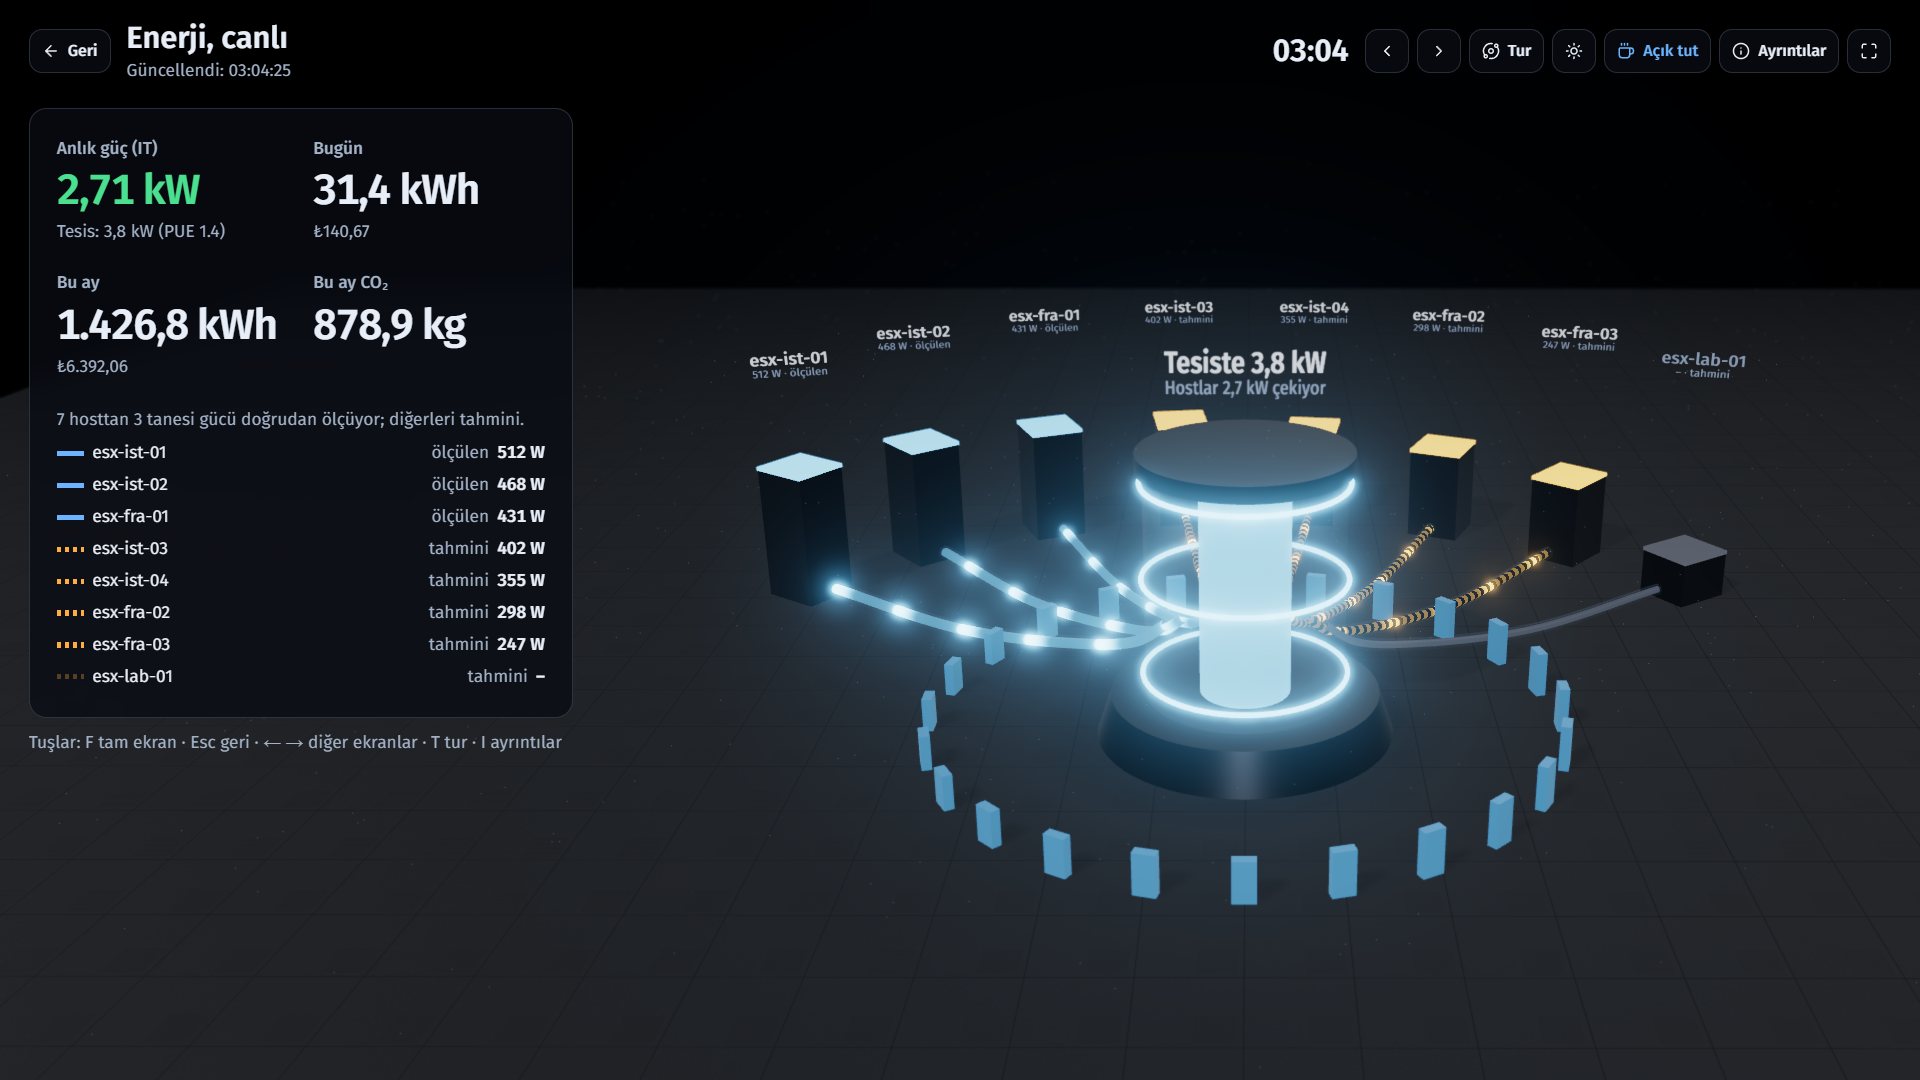 Geri
Enerji, canlı
Güncellendi: 03:04:25
03:04
Tur
Açık tut
Ayrıntılar
Anlık güç (IT)
2,71 kW
Tesis: 3,8 kW (PUE 1.4)
Bugün
31,4 kWh
₺140,67
Bu ay
1.426,8 kWh
₺6.392,06
Bu ay CO₂
878,9 kg
7 hosttan 3 tanesi gücü doğrudan ölçüyor; diğerleri tahmini.
esx-ist-01 ölçülen 512 W
esx-ist-02 ölçülen 468 W
esx-fra-01 ölçülen 431 W
esx-ist-03 tahmini 402 W
esx-ist-04 tahmini 355 W
esx-fra-02 tahmini 298 W
esx-fra-03 tahmini 247 W
esx-lab-01 tahmini –
Tuşlar: F tam ekran · Esc geri · ← → diğer ekranlar · T tur · I ayrıntılar
esx-ist-01
512 W · ölçülen
esx-ist-02
468 W · ölçülen
esx-fra-01
431 W · ölçülen
esx-ist-03
402 W · tahmini
esx-ist-04
355 W · tahmini
esx-fra-02
298 W · tahmini
esx-fra-03
247 W · tahmini
esx-lab-01
– · tahmini
Tesiste 3,8 kW
Hostlar 2,7 kW çekiyor